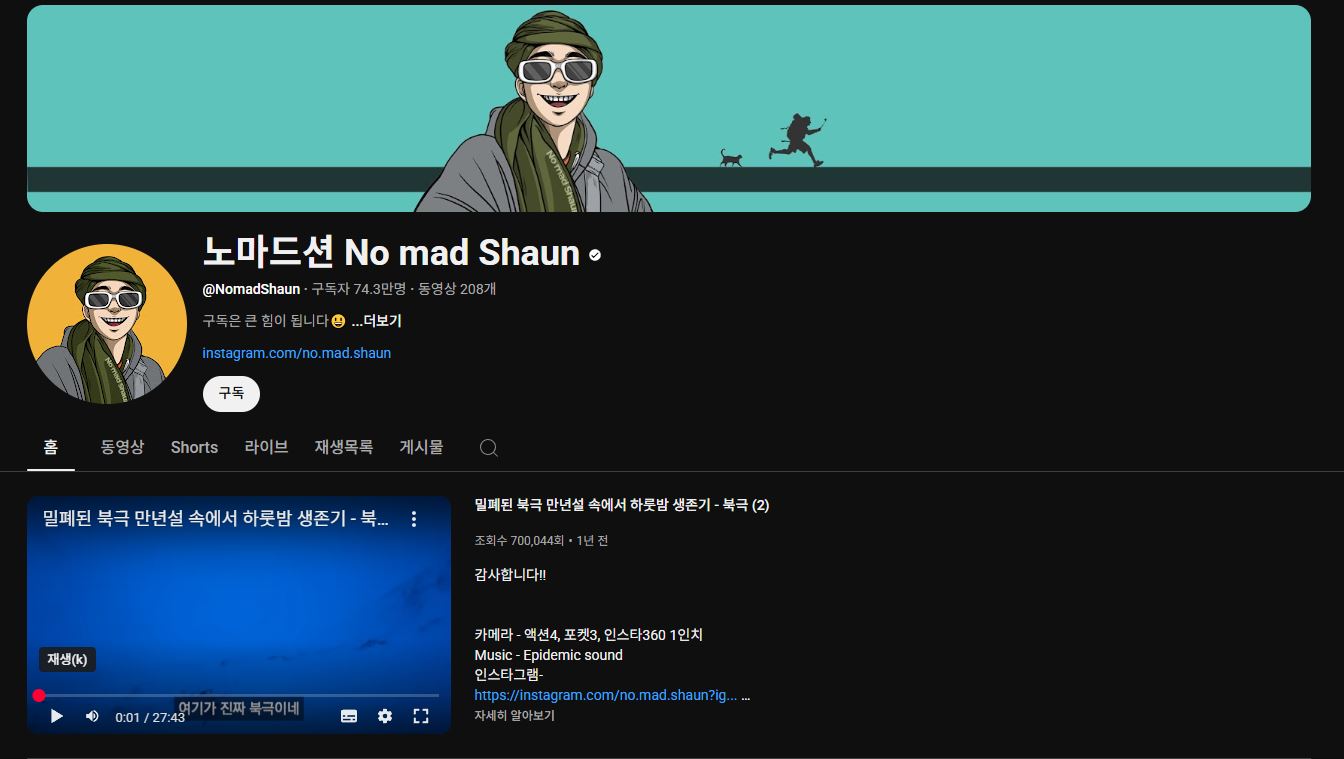 No mad Shaun
노마드션 No mad Shaun
@NomadShaun · 구독자 74.3만명 · 동영상 208개
구독은 큰 힘이 됩니다😃 ...더보기
instagram.com/no.mad.shaun
구독
No mad Shaun
홈 동영상 Shorts 라이브 재생목록 게시물
밀폐된 북극 만년설 속에서 하룻밤 생존기 - 북...
재생(k)
여기가 진짜 북극이네
0:01 / 27:43
밀폐된 북극 만년설 속에서 하룻밤 생존기 - 북극 (2)
조회수 700,044회 • 1년 전
감사합니다!!
카메라 - 액션4, 포켓3, 인스타360 1인치
Music - Epidemic sound
인스타그램-
https://instagram.com/no.mad.shaun?ig... ...
자세히 알아보기